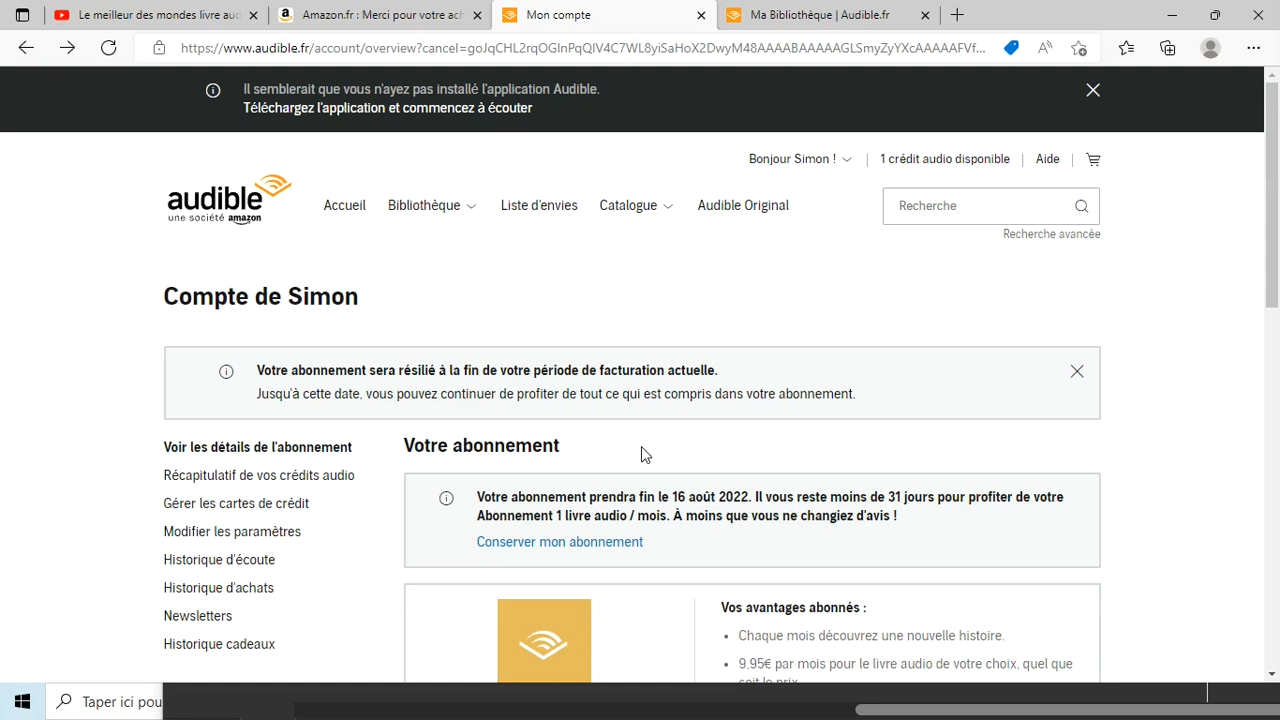 Le meilleur des mondes livre au
Amazon.fr : Merci pour votre ac
Mon compte
Ma Bibliothèque | Audible.fr
https://www.audible.fr/account/overview?cancel=goJqCHL2rqOGlnPqQIV4C7WL8yiSaHoX2DwyM48AAAABAAAAAGLSmyZyYXcAAAAAFVf...
Il semblerait que vous n'ayez pas installé l'application Audible.
Téléchargez l'application et commencez à écouter
Bonjour Simon !
1 crédit audio disponible
Aide
audible
une société amazon
Accueil
Bibliothèque
Liste d'envies
Catalogue
Audible Original
Recherche
Recherche avancée
Compte de Simon
Votre abonnement sera résilié à la fin de votre période de facturation actuelle.
Jusqu'à cette date, vous pouvez continuer de profiter de tout ce qui est compris dans votre abonnement.
Voir les détails de l'abonnement
Récapitulatif de vos crédits audio
Gérer les cartes de crédit
Modifier les paramètres
Historique d'écoute
Historique d'achats
Newsletters
Historique cadeaux
Votre abonnement
Votre abonnement prendra fin le 16 août 2022. Il vous reste moins de 31 jours pour profiter de votre
Abonnement 1 livre audio / mois. À moins que vous ne changiez d'avis !
Conserver mon abonnement
Vos avantages abonnés :
• Chaque mois découvrez une nouvelle histoire.
• 9,95€ par mois pour le livre audio de votre choix, quel que
soit le prix
Taper ici pou